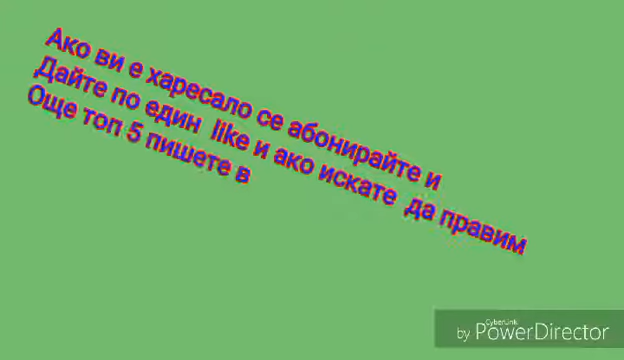 Ако ви е харесало се абонирайте и
Дайте по един like и ако искате да правим
Още топ 5 пишете в
CyberLink
by PowerDirector